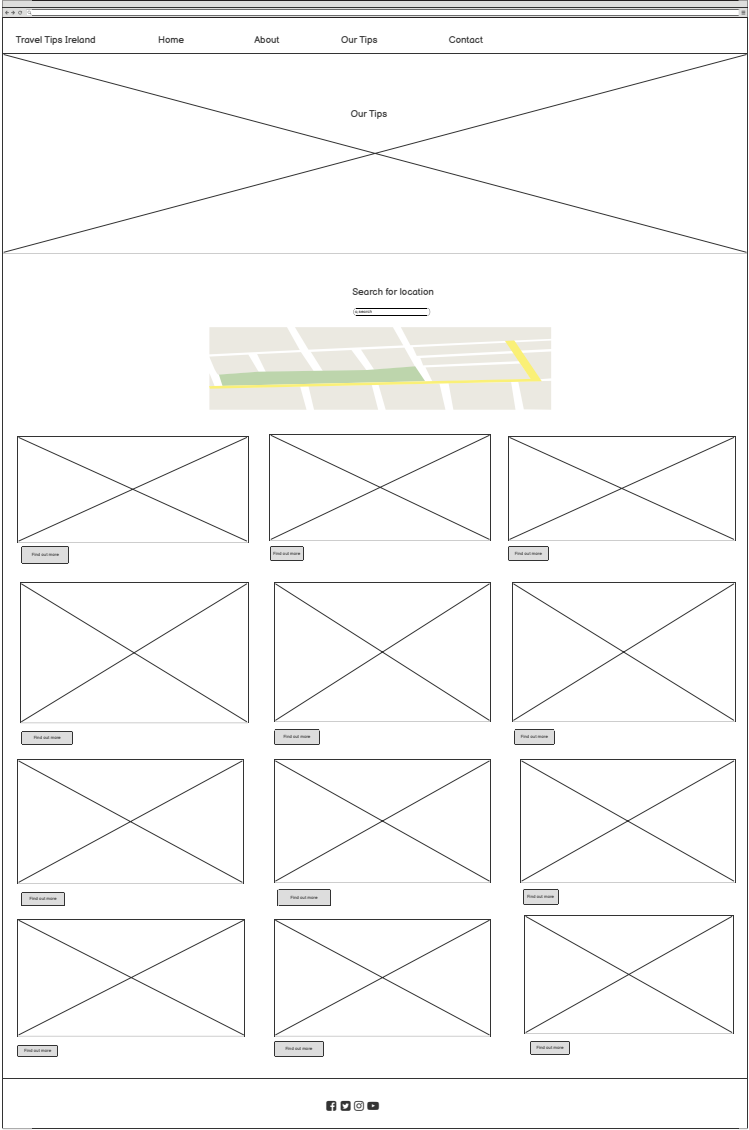 Travel Tips Ireland Home About Our Tips Contact
Our Tips
Search for location
search
Find out more Find out more Find out more
Find out more Find out more Find out more
Find out more Find out more Find out more
Find out more Find out more Find out more